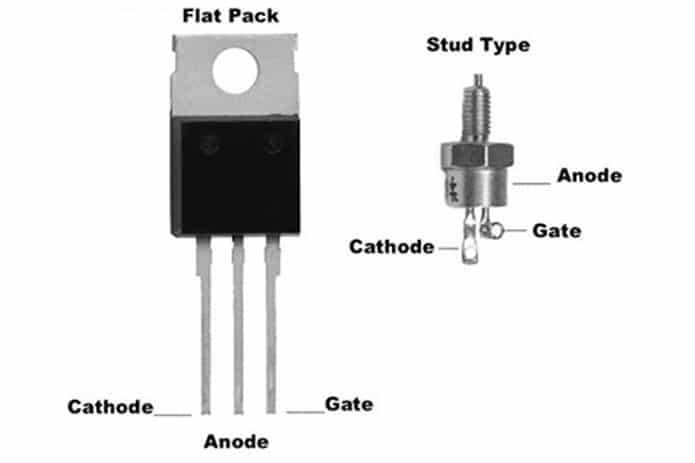 Flat Pack
Stud Type
Anode
Gate
Cathode
Cathode
Gate
Anode